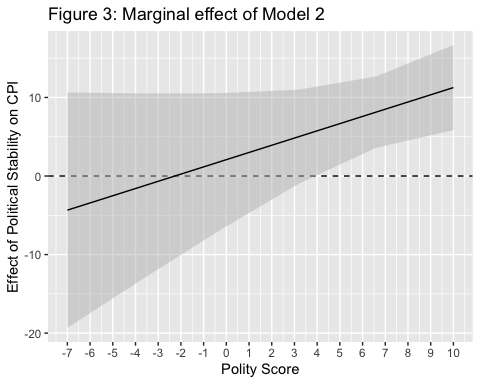 Figure 3: Marginal effect of Model 2
Effect of Political Stability on CPI
10
0
-10
-20
-7 -6 -5 -4 -3 -2 -1 0 1 2 3 4 5 6 7 8 9 10
Polity Score